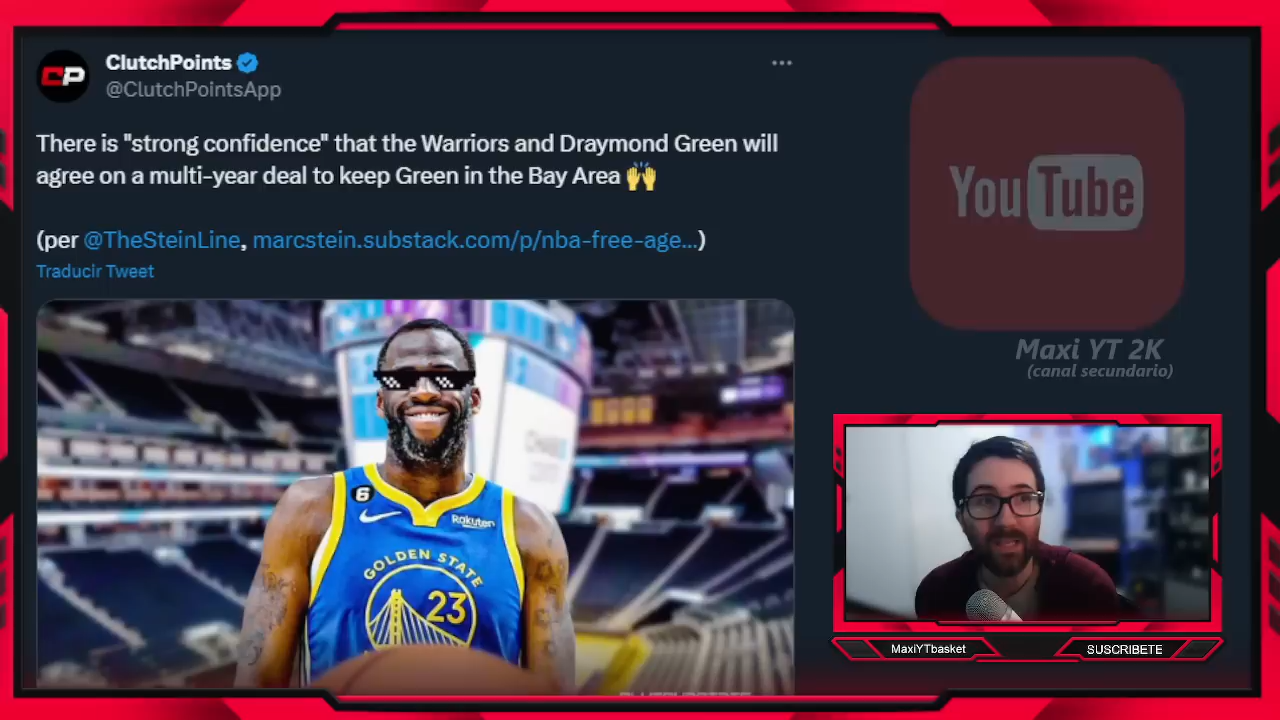 ClutchPoints
@ClutchPointsApp
There is "strong confidence" that the Warriors and Draymond Green will
agree on a multi-year deal to keep Green in the Bay Area 🙌
(per @TheSteinLine, marcstein.substack.com/p/nba-free-age...)
Traducir Tweet
CP
6
Rakuten
GOLDEN STATE
23
YouTube
Maxi YT 2K
(canal secundario)
MaxiYTbasket
SUSCRIBETE